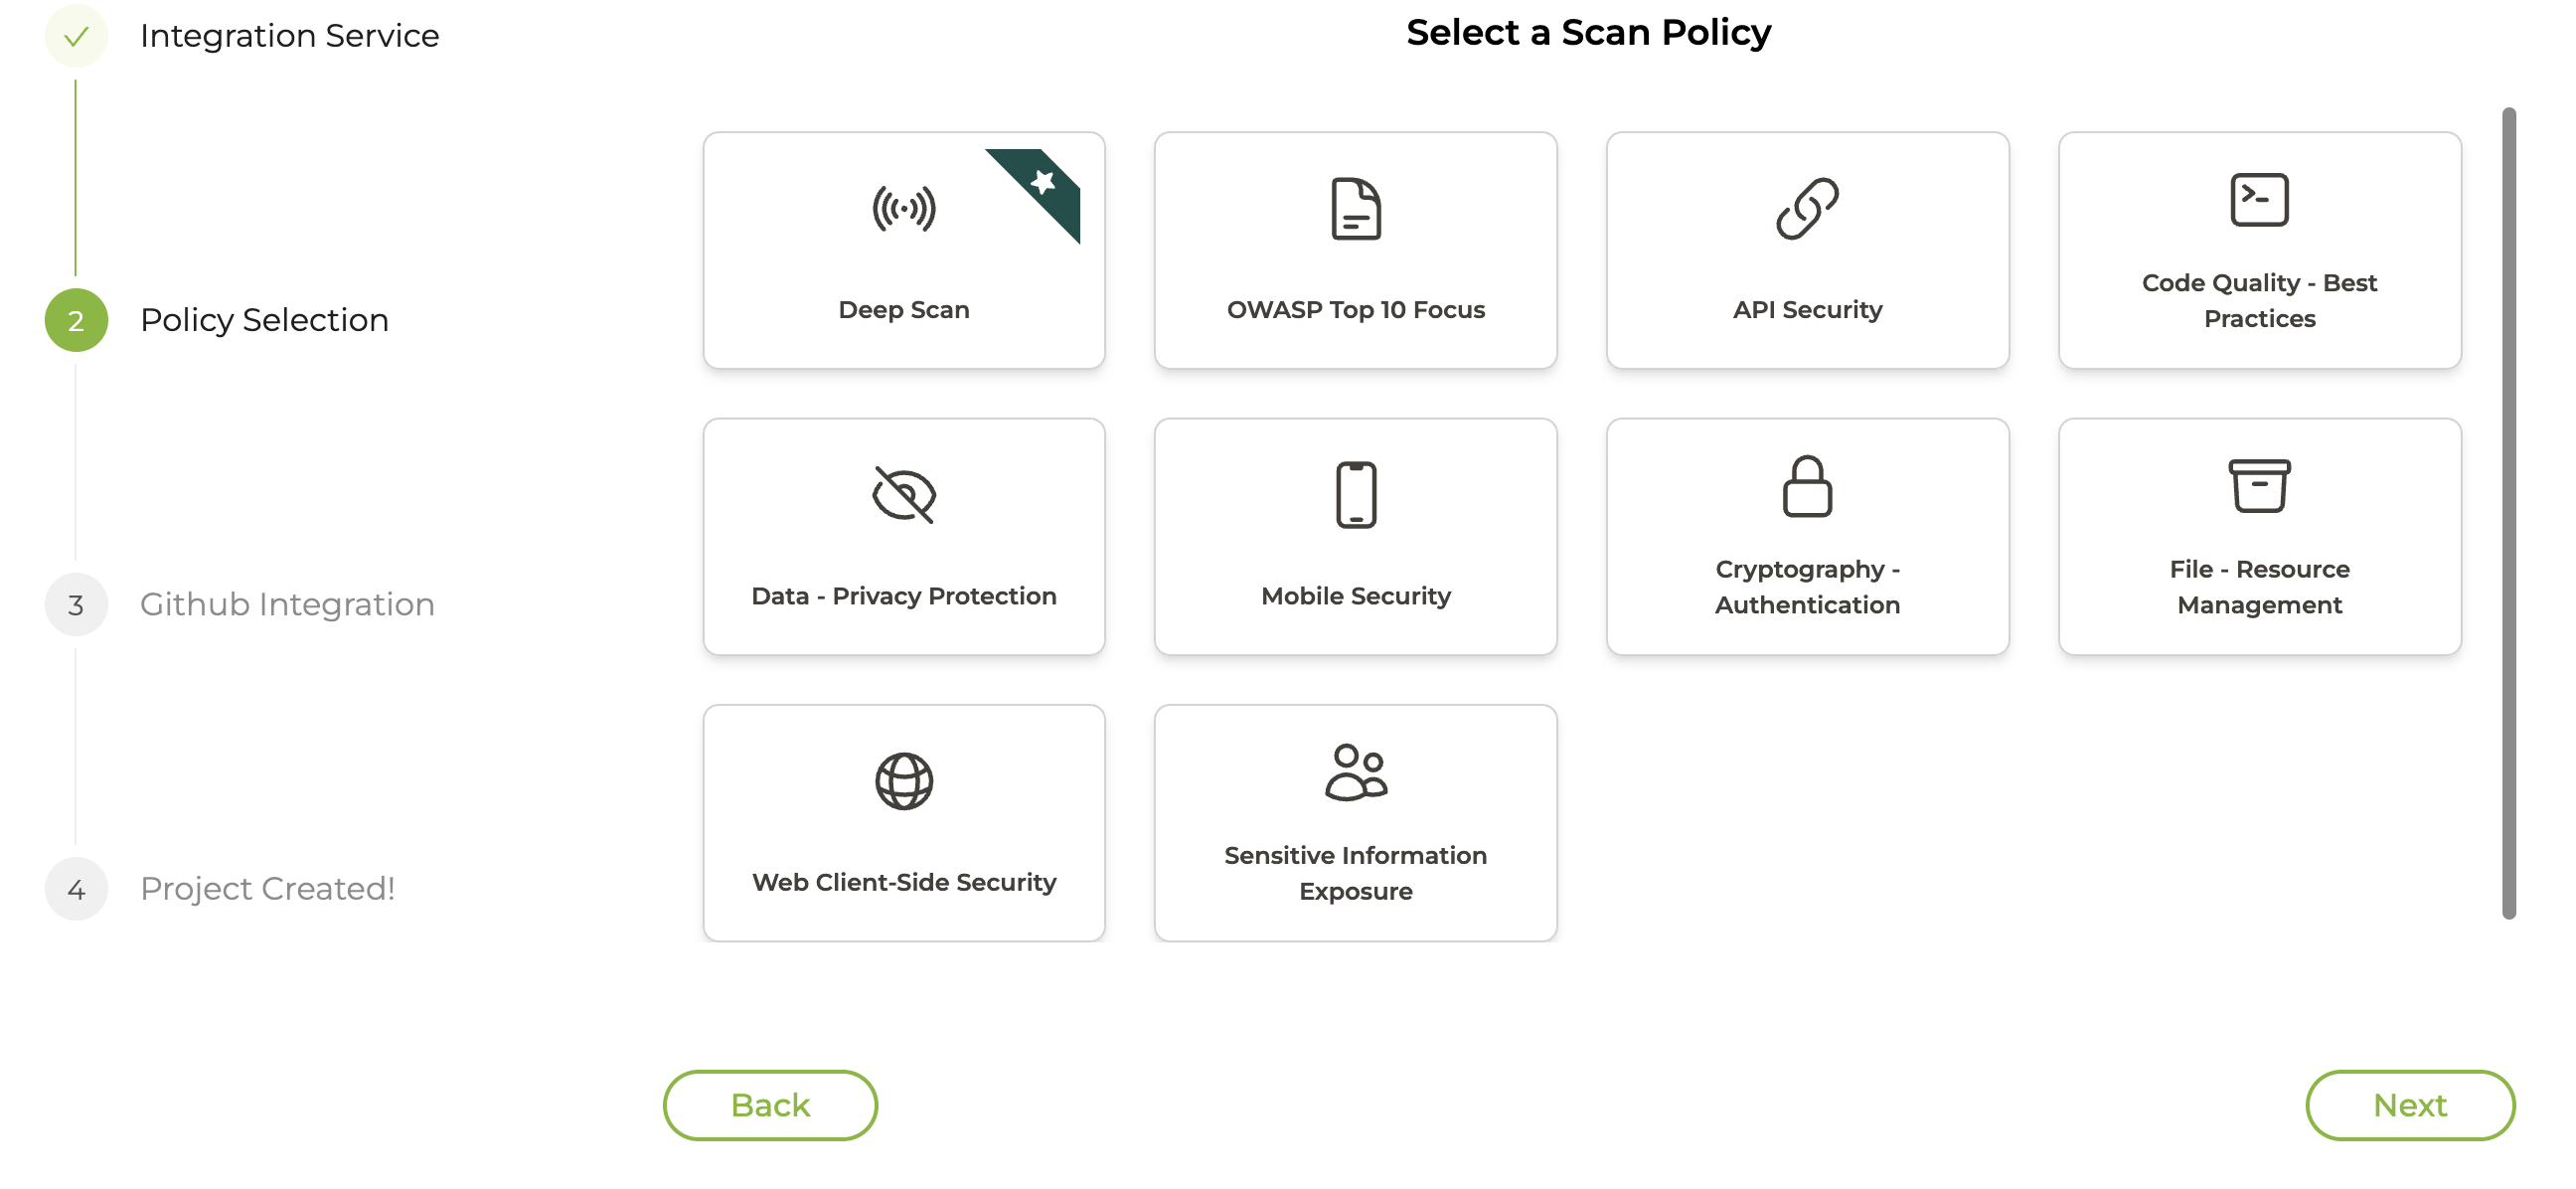 Integration Service
2
Policy Selection
3
Github Integration
4
Project Created!
Select a Scan Policy
Deep Scan
OWASP Top 10 Focus
API Security
Code Quality - Best
Practices
Data - Privacy Protection
Mobile Security
Cryptography -
Authentication
File - Resource
Management
Web Client-Side Security
Sensitive Information
Exposure
Back
Next